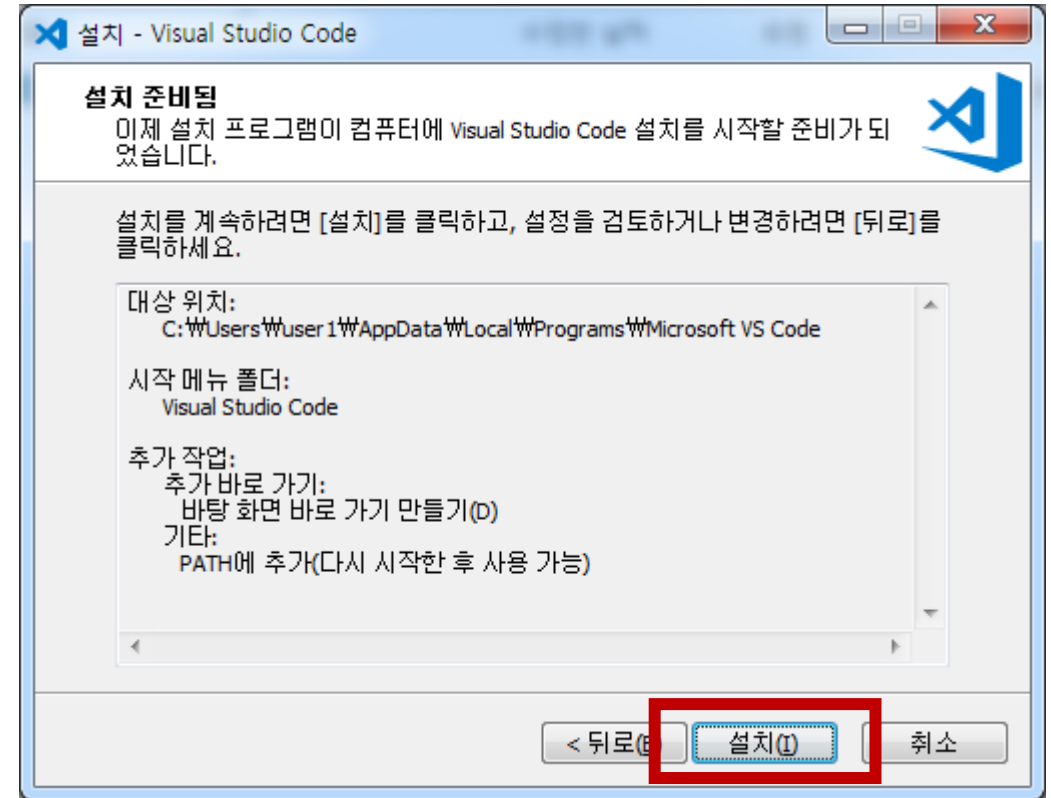 설치 - Visual Studio Code
설치 준비됨
이제 설치 프로그램이 컴퓨터에 Visual Studio Code 설치를 시작할 준비가 되
었습니다.
설치를 계속하려면 [설치]를 클릭하고, 설정을 검토하거나 변경하려면 [뒤로]를
클릭하세요.
대상 위치:
C:₩Users₩user1₩AppData₩Local₩Programs₩Microsoft VS Code
시작 메뉴 폴더:
Visual Studio Code
추가 작업:
추가 바로 가기:
바탕 화면 바로 가기 만들기(D)
기타:
PATH에 추가(다시 시작한 후 사용 가능)
< 뒤로(B 설치(I) 취소